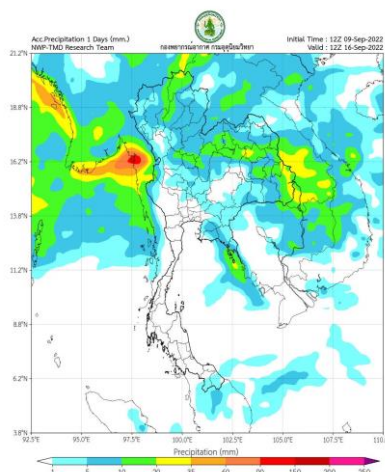 Acc.Precipitation 1 Days (mm.)
Initial Time : 12Z 09-Sep-2022
NWP-TMD Research Team
กองพยากรณ์อากาศ กรมอุตุนิยมวิทยา
Valid : 12Z 16-Sep-2022
21.2°N
18.8°N
16.2°N
13.8°N
11.2°N
8.8°N
6.2°N
3.8°N
92.5°E 95.0°E 97.5°E 100.0°E 102.5°E 105.0°E 107.5°E 110.
Precipitation (mm)
1 5 10 20 35 60 90 150 200 250